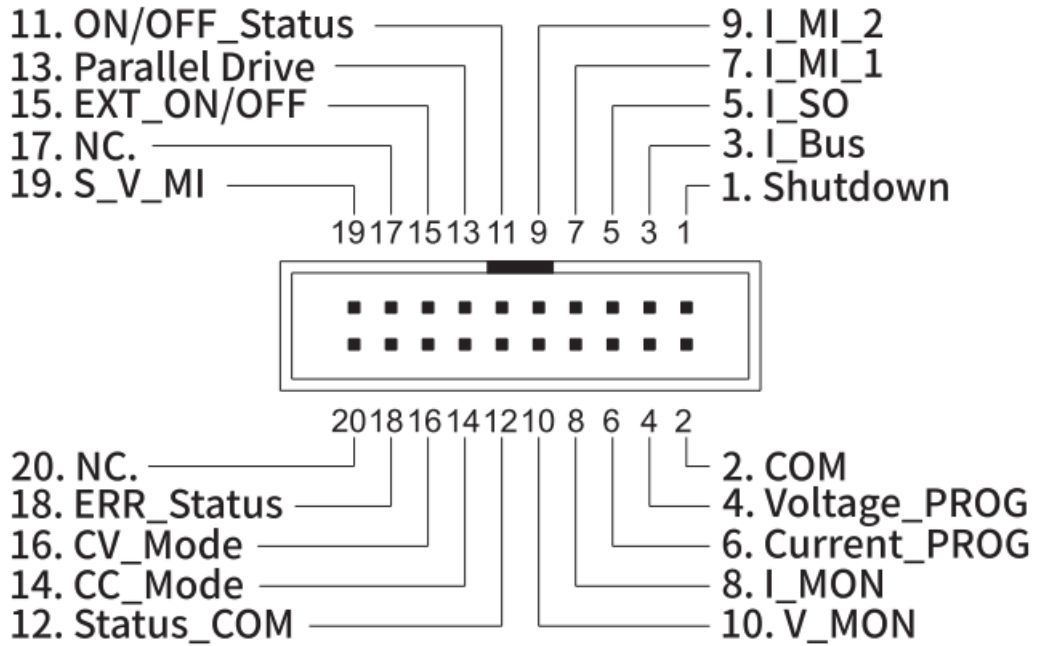 11. ON/OFF_Status
13. Parallel Drive
15. EXT_ON/OFF
17. NC.
19. S_V_MI
9. I_MI_2
7. I_MI_1
5. I_SO
3. I_Bus
1. Shutdown
19 17 15 13 11 9 7 5 3 1
20 18 16 14 12 10 8 6 4 2
20. NC.
18. ERR_Status
16. CV_Mode
14. CC_Mode
12. Status_COM
2. COM
4. Voltage_PROG
6. Current_PROG
8. I_MON
10. V_MON